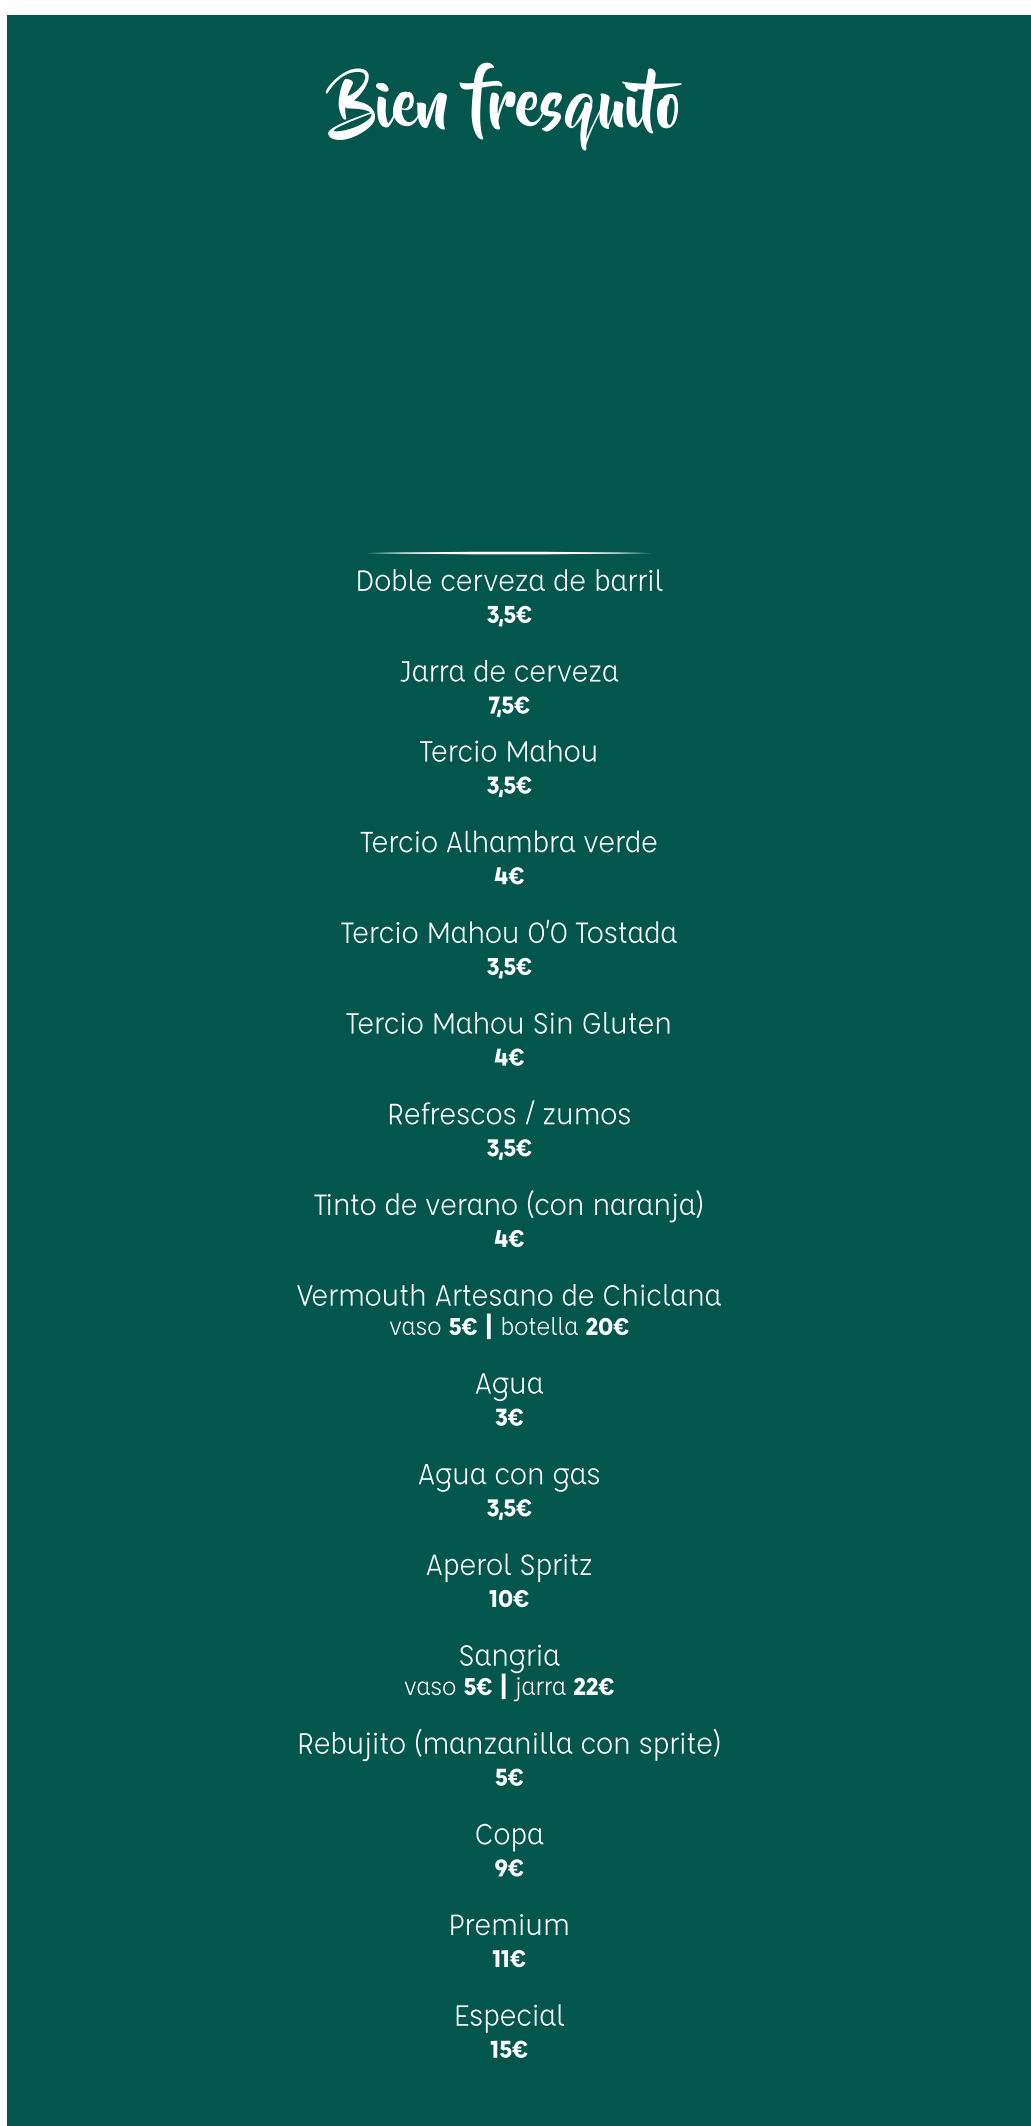 Bien fresquito
Doble cerveza de barril
3,5€
Jarra de cerveza
7,5€
Tercio Mahou
3,5€
Tercio Alhambra verde
4€
Tercio Mahou 0'0 Tostada
3,5€
Tercio Mahou Sin Gluten
4€
Refrescos / zumos
3,5€
Tinto de verano (con naranja)
4€
Vermouth Artesano de Chiclana
vaso 5€ | botella 20€
Agua
3€
Agua con gas
3,5€
Aperol Spritz
10€
Sangria
vaso 5€ | jarra 22€
Rebujito (manzanilla con sprite)
5€
Copa
9€
Premium
11€
Especial
15€